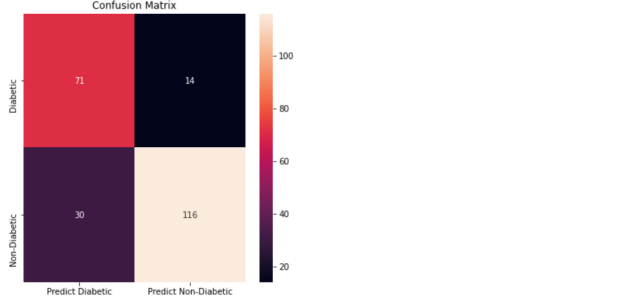 Confusion Matrix
Diabetic
71
14
Non-Diabetic
30
116
Predict Diabetic
Predict Non-Diabetic
100
80
60
40
20